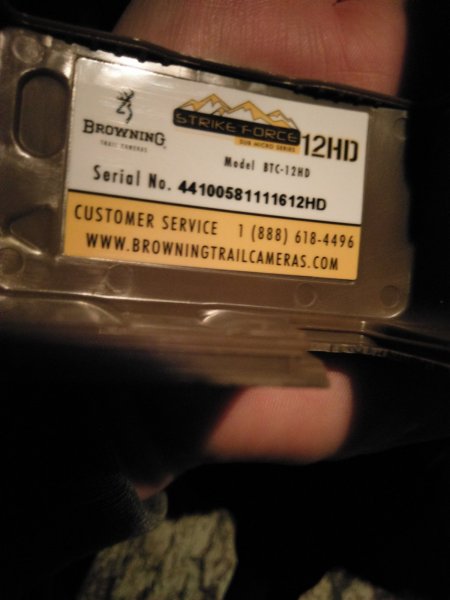 BROWNING
TRAIL CAMERAS
STRIKE FORCE
SUB MICRO SERIES
12HD
Model BTC-12HD
Serial No. 44100581111612HD
CUSTOMER SERVICE 1 (888) 618-4496
WWW.BROWNINGTRAILCAMERAS.COM